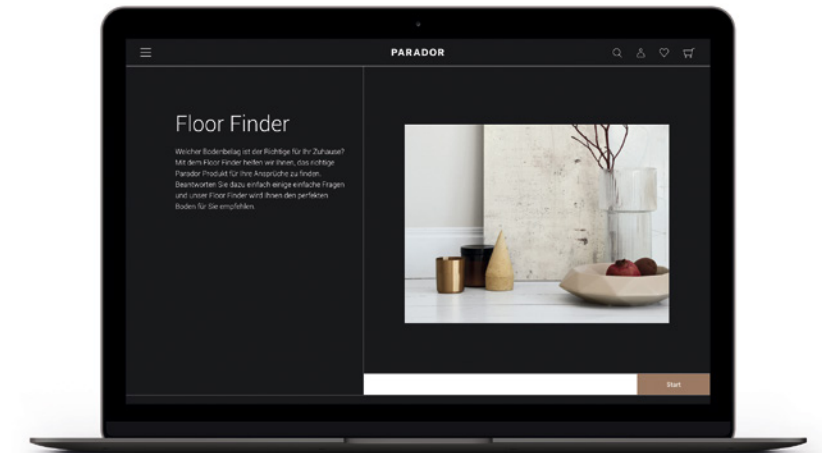 PARADOR
Floor Finder
Welcher Bodenbelag ist der Richtige für Ihr Zuhause?
Mit dem Floor Finder helfen wir Ihnen, das richtige
Parador Produkt für Ihre Ansprüche zu finden.
Beantworten Sie dazu einfach einige einfache Fragen
und unser Floor Finder wird Ihnen den perfekten
Boden für Sie empfehlen.
Start